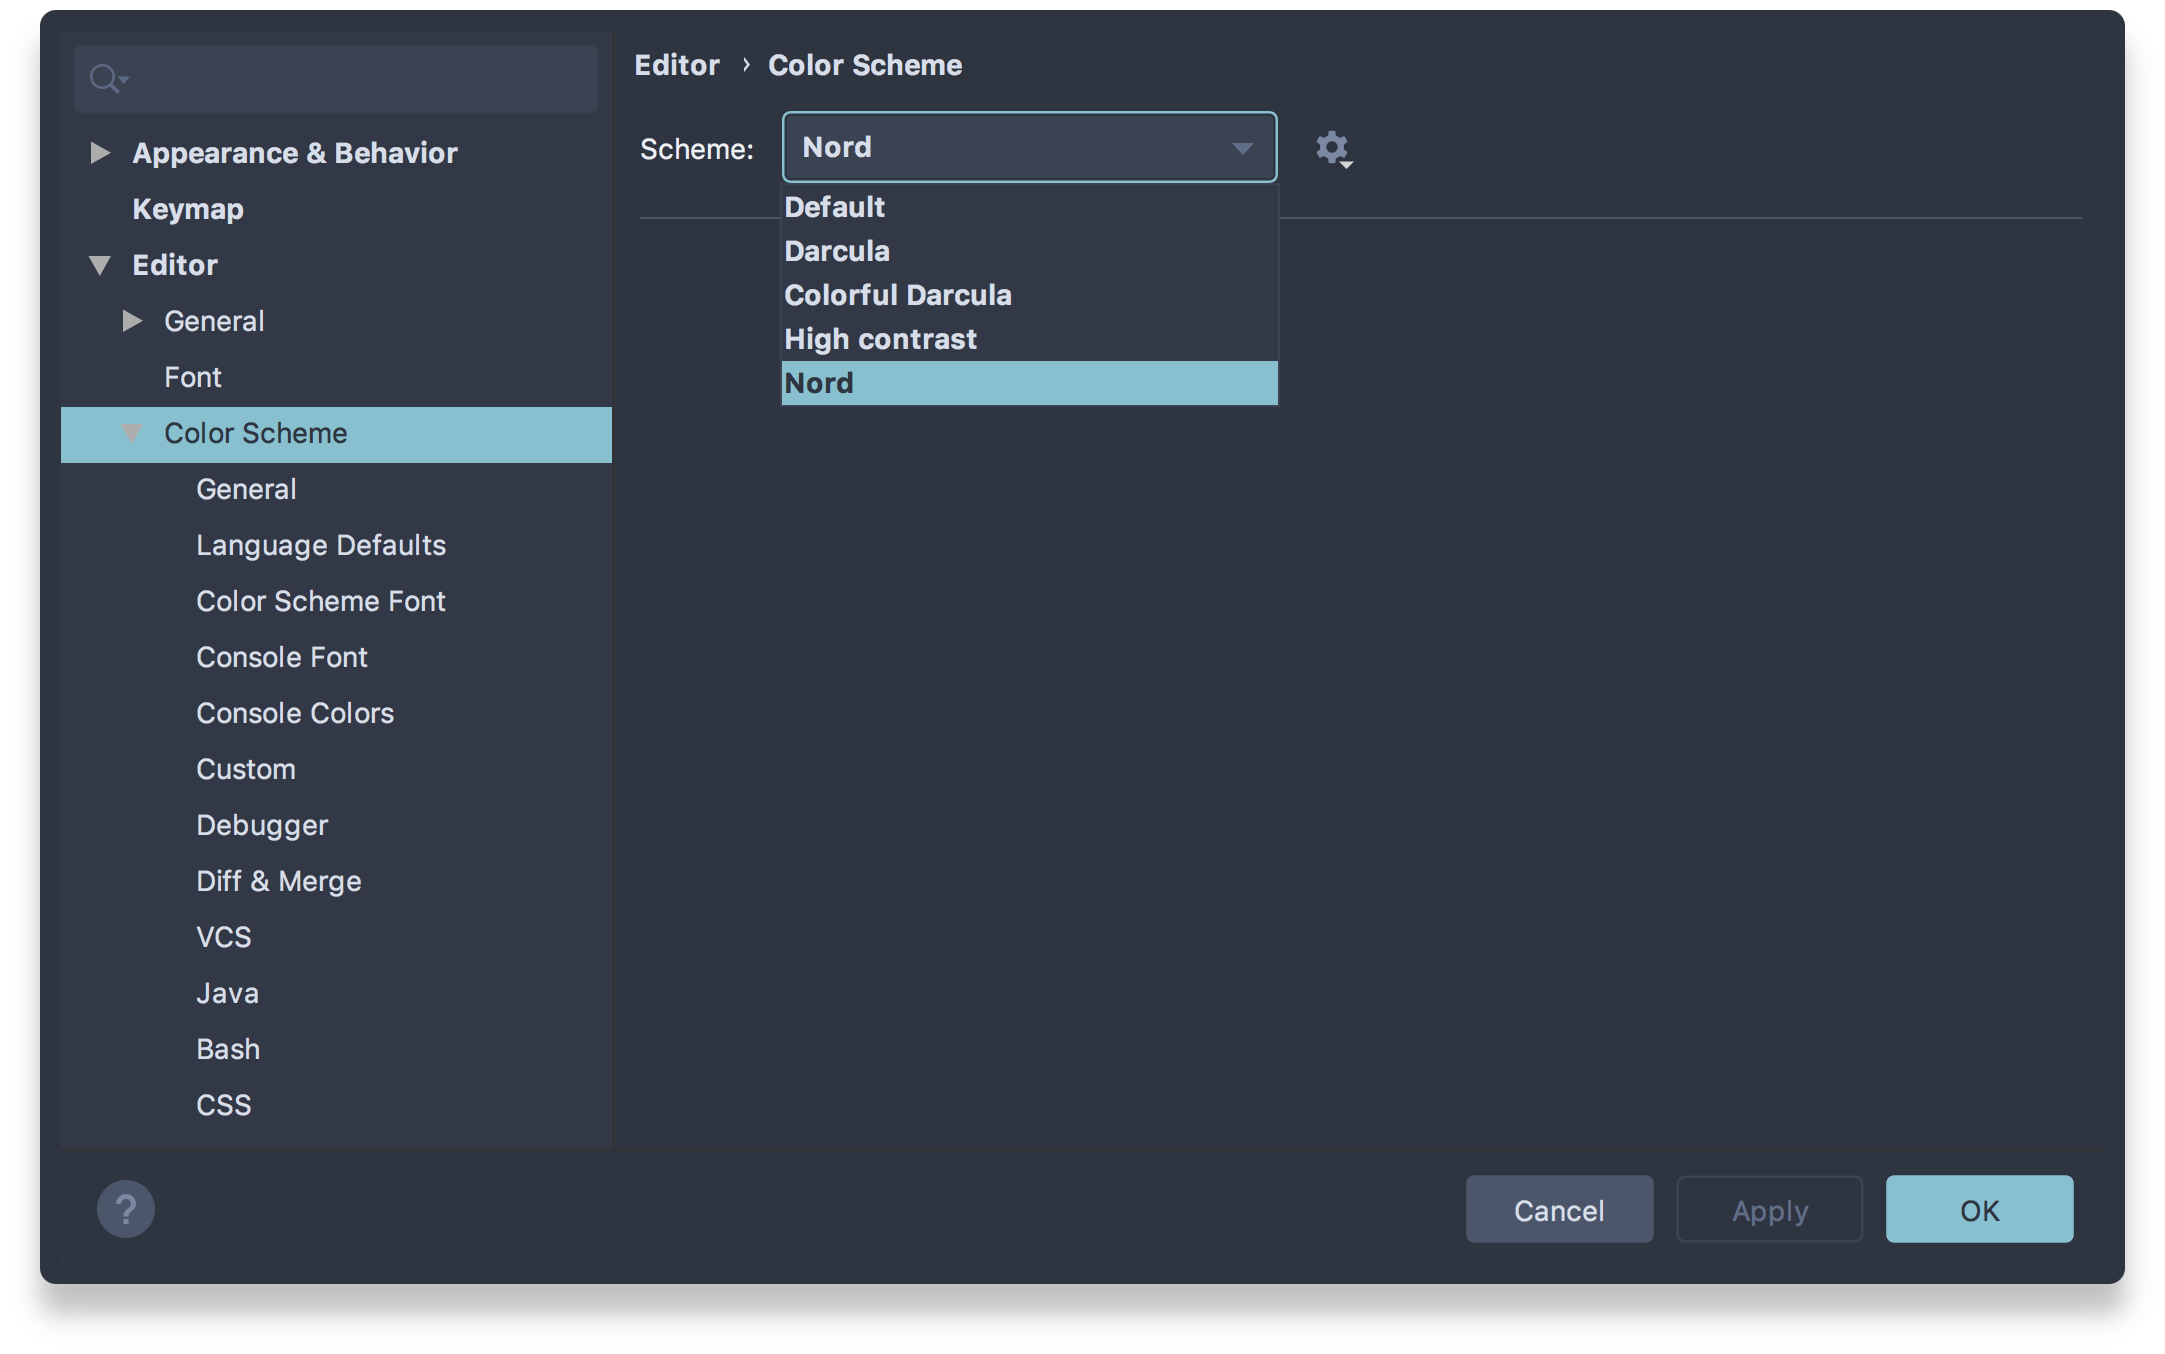 Appearance & Behavior
Keymap
Editor
General
Font
Color Scheme
General
Language Defaults
Color Scheme Font
Console Font
Console Colors
Custom
Debugger
Diff & Merge
VCS
Java
Bash
CSS
Editor › Color Scheme
Scheme: Nord
Default
Darcula
Colorful Darcula
High contrast
Nord
?
Cancel
Apply
OK